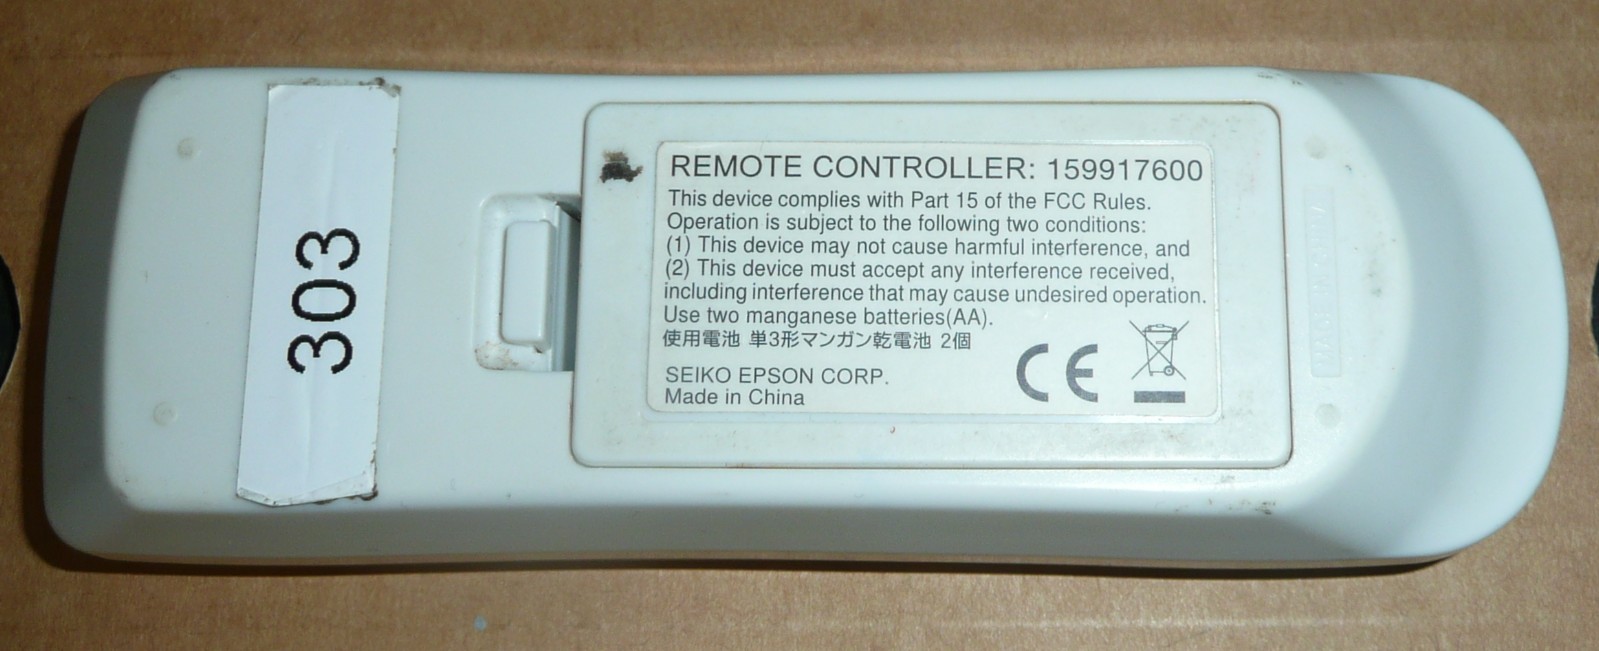 303
REMOTE CONTROLLER: 159917600
This device complies with Part 15 of the FCC Rules.
Operation is subject to the following two conditions:
(1) This device may not cause harmful interference, and
(2) This device must accept any interference received,
including interference that may cause undesired operation.
Use two manganese batteries(AA).
使用電池 単3形マンガン乾電池 2個
SEIKO EPSON CORP.
Made in China
CE
MADE IN CHINA